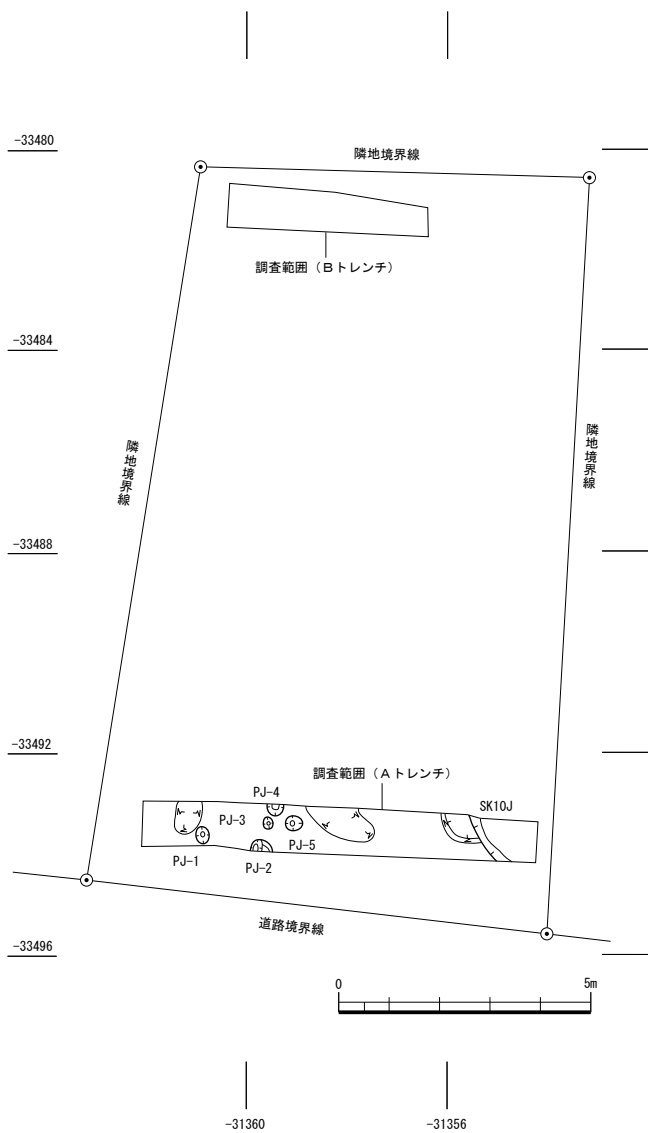 -33480
隣地境界線
調査範囲（Ｂトレンチ）
-33484
隣地境界線
隣地境界線
-33488
-33492
調査範囲（Ａトレンチ）
PJ-4
SK10J
PJ-3
PJ-1
PJ-2
PJ-5
道路境界線
-33496
0
5m
-31360
-31356